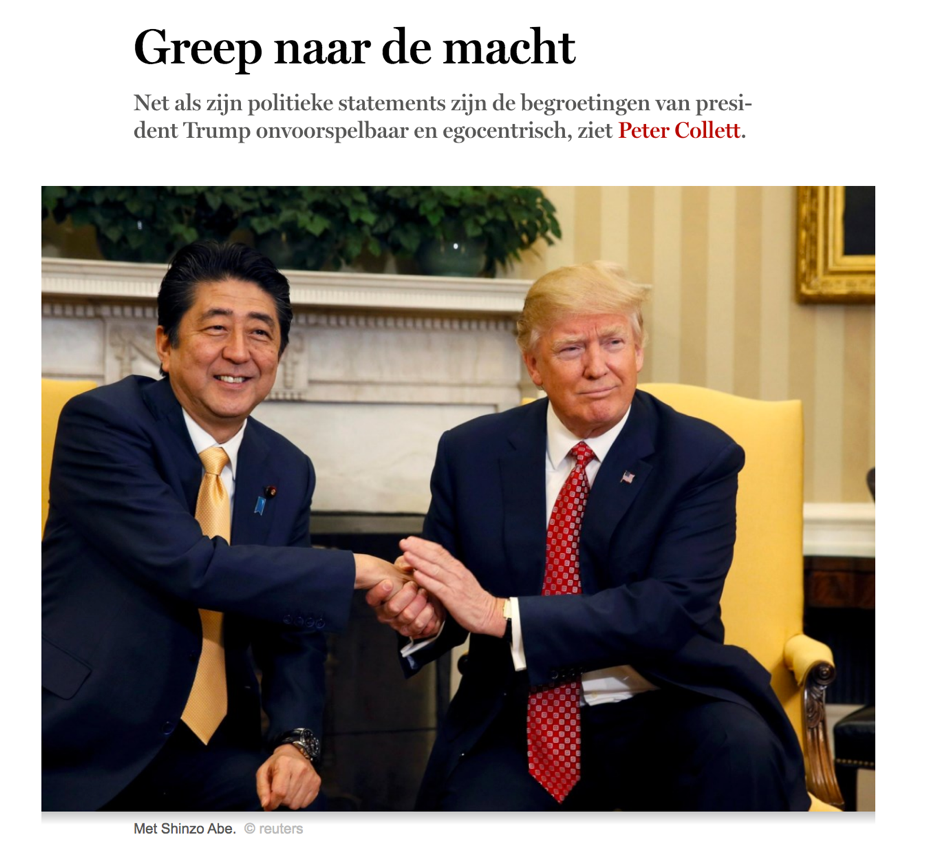 Greep naar de macht
Net als zijn politieke statements zijn de begroetingen van presi-
dent Trump onvoorspelbaar en egocentrisch, ziet Peter Collett.
Met Shinzo Abe. © reuters